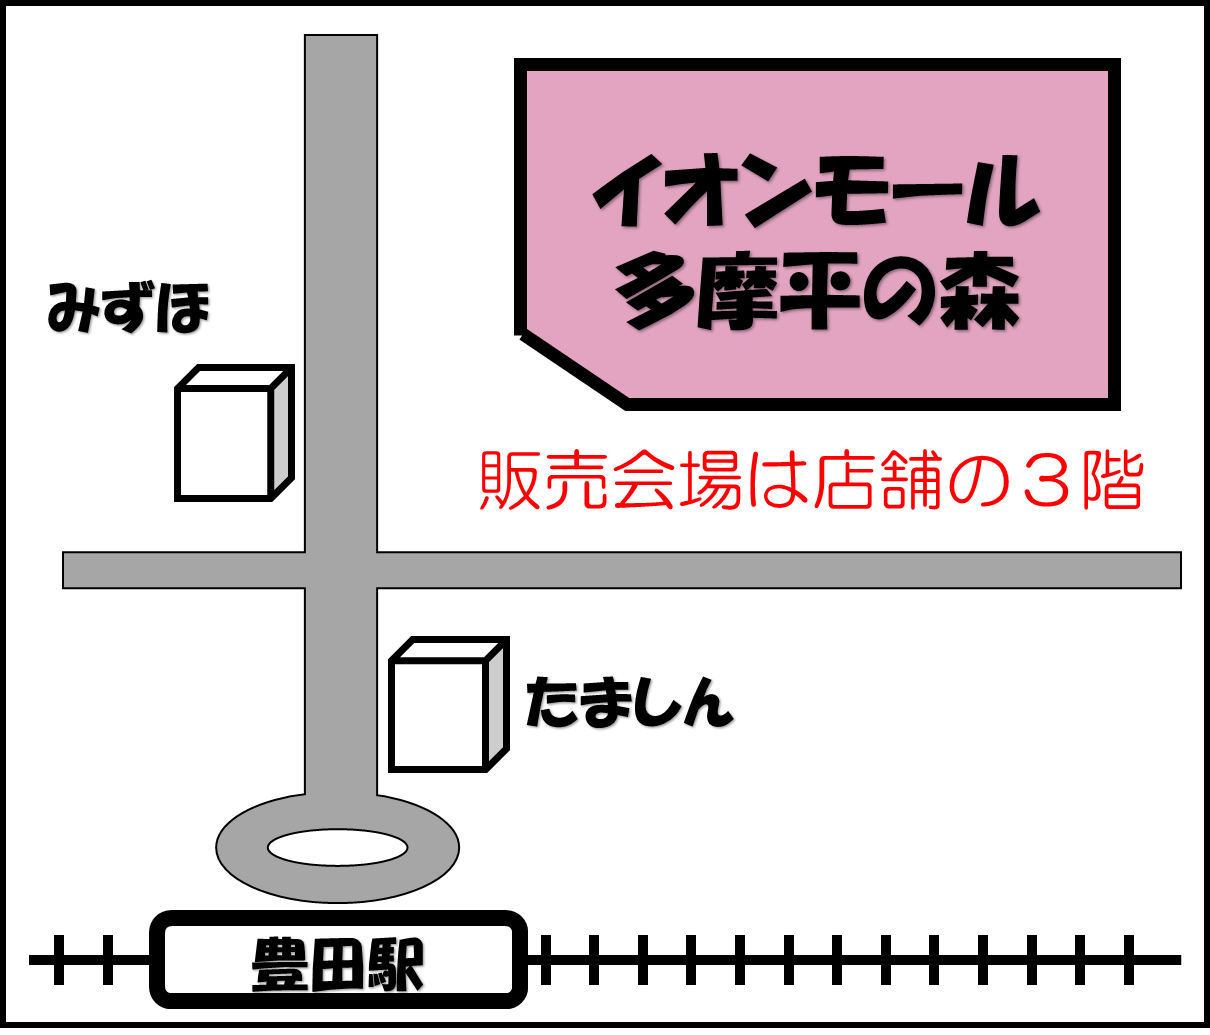 イオンモール
多摩平の森
みずほ
販売会場は店舗の３階
たましん
豊田駅